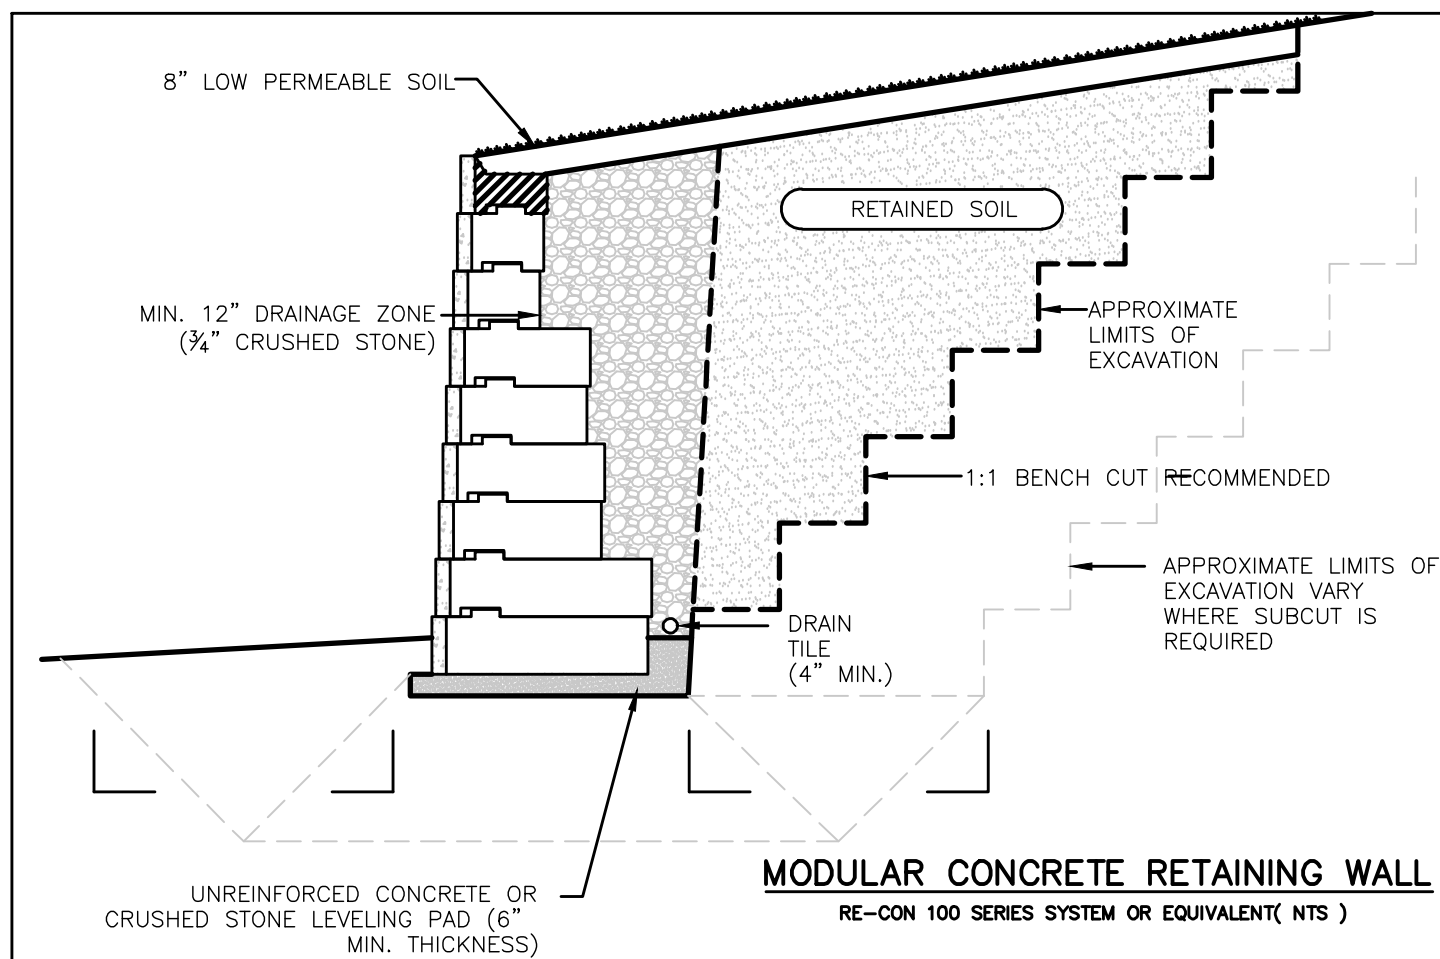 8” LOW PERMEABLE SOIL
RETAINED SOIL
MIN. 12” DRAINAGE ZONE
(¾” CRUSHED STONE)
APPROXIMATE
LIMITS OF
EXCAVATION
1:1 BENCH CUT RECOMMENDED
APPROXIMATE LIMITS OF
EXCAVATION VARY
WHERE SUBCUT IS
REQUIRED
DRAIN
TILE
(4” MIN.)
UNREINFORCED CONCRETE OR
CRUSHED STONE LEVELING PAD (6”
MIN. THICKNESS)
MODULAR CONCRETE RETAINING WALL
RE-CON 100 SERIES SYSTEM OR EQUIVALENT( NTS )